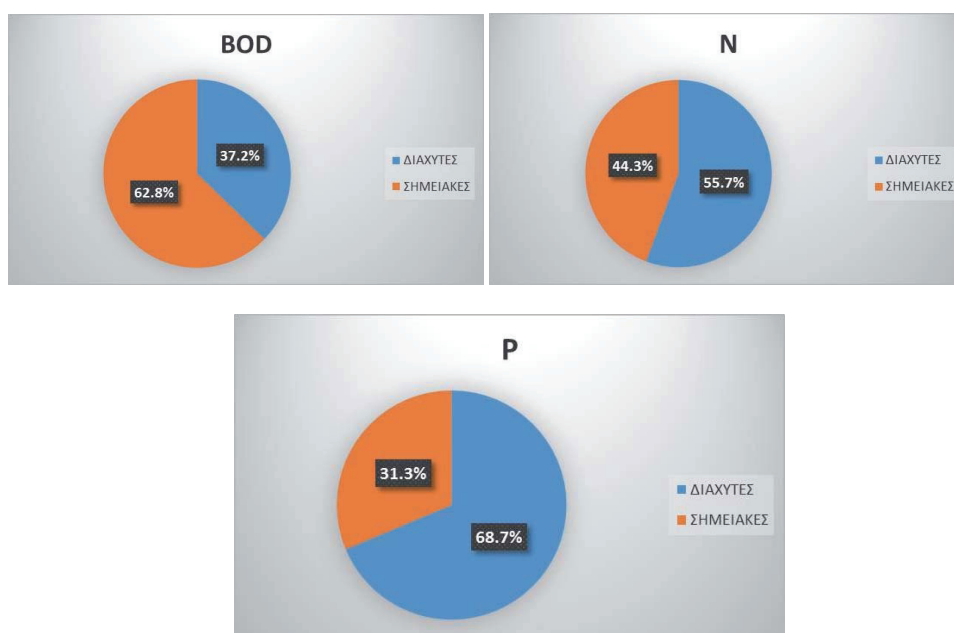 BOD
37.2%
62.8%
ΔΙΑΧΥΤΕΣ
ΣΗΜΕΙΑΚΕΣ
N
44.3%
55.7%
ΔΙΑΧΥΤΕΣ
ΣΗΜΕΙΑΚΕΣ
P
31.3%
68.7%
ΔΙΑΧΥΤΕΣ
ΣΗΜΕΙΑΚΕΣ